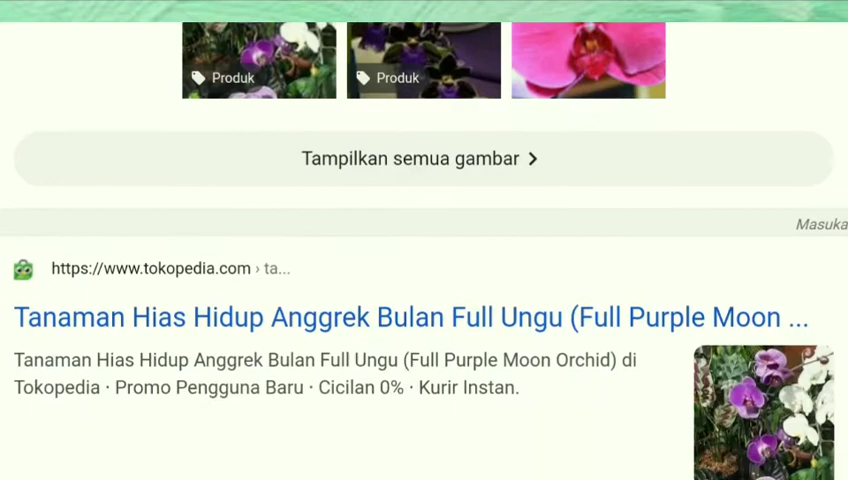 Produk
Produk
Tampilkan semua gambar
Masuka
https://www.tokopedia.com › ta...
Tanaman Hias Hidup Anggrek Bulan Full Ungu (Full Purple Moon ...
Tanaman Hias Hidup Anggrek Bulan Full Ungu (Full Purple Moon Orchid) di
Tokopedia · Promo Pengguna Baru · Cicilan 0% · Kurir Instan.